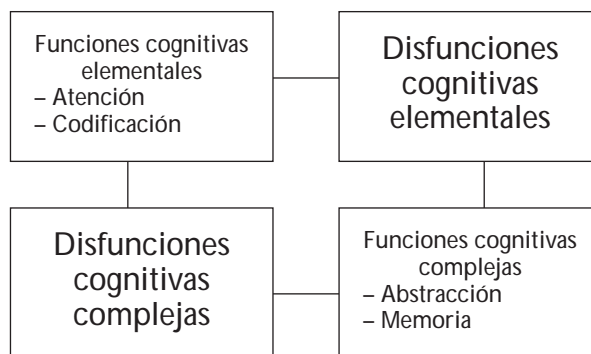 Funciones cognitivas
elementales
– Atención
– Codificación
Disfunciones
cognitivas
elementales
Disfunciones
cognitivas
complejas
Funciones cognitivas
complejas
– Abstracción
– Memoria